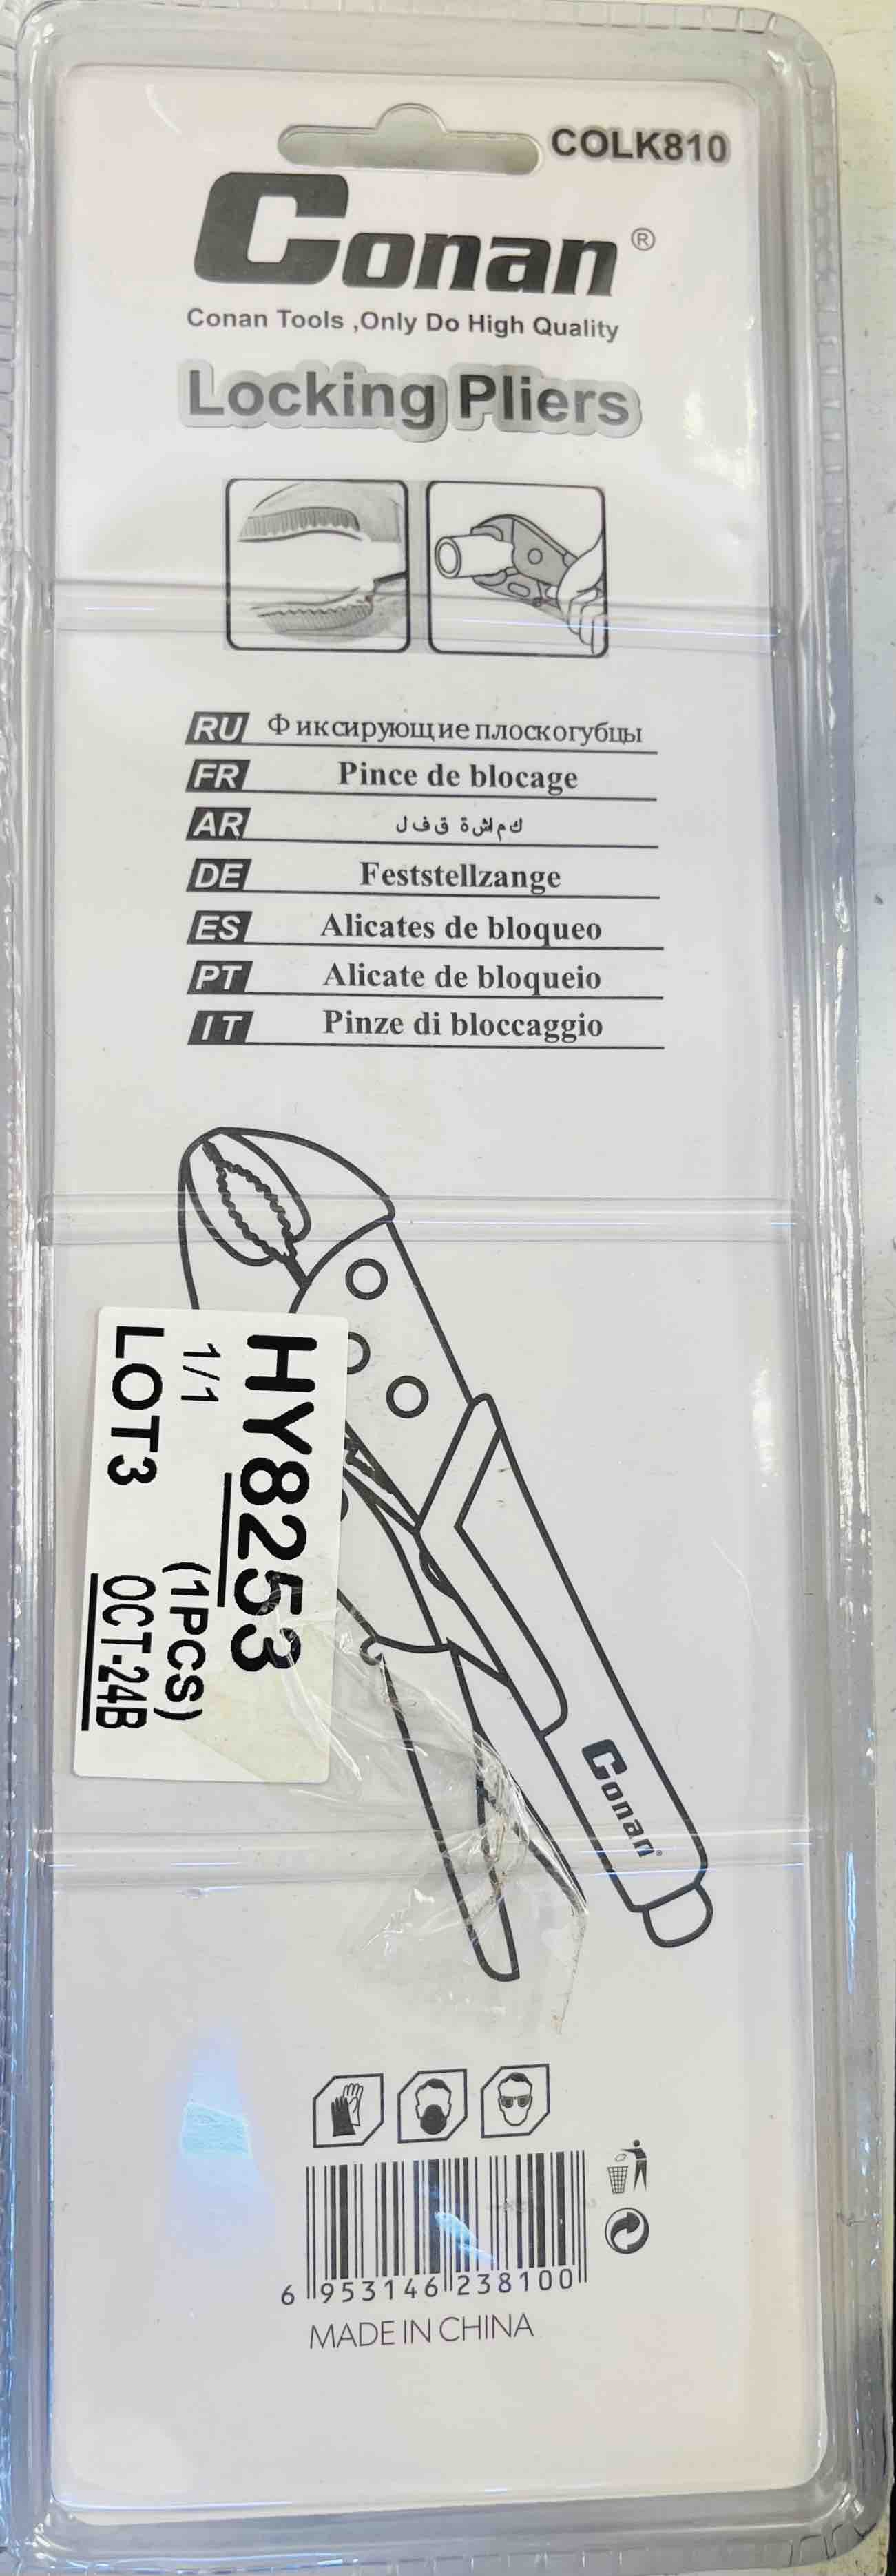 COLK810
Conan ®
Conan Tools ,Only Do High Quality
Locking Pliers
RU Фиксирующие плоскогубцы
FR Pince de blocage
AR كماشة قفل
DE Feststellzange
ES Alicates de bloqueo
PT Alicate de bloqueio
IT Pinze di bloccaggio
HY8253
1/1 (1PCS)
LOT3 OCT-24B
Conan
6 953146 238100
MADE IN CHINA